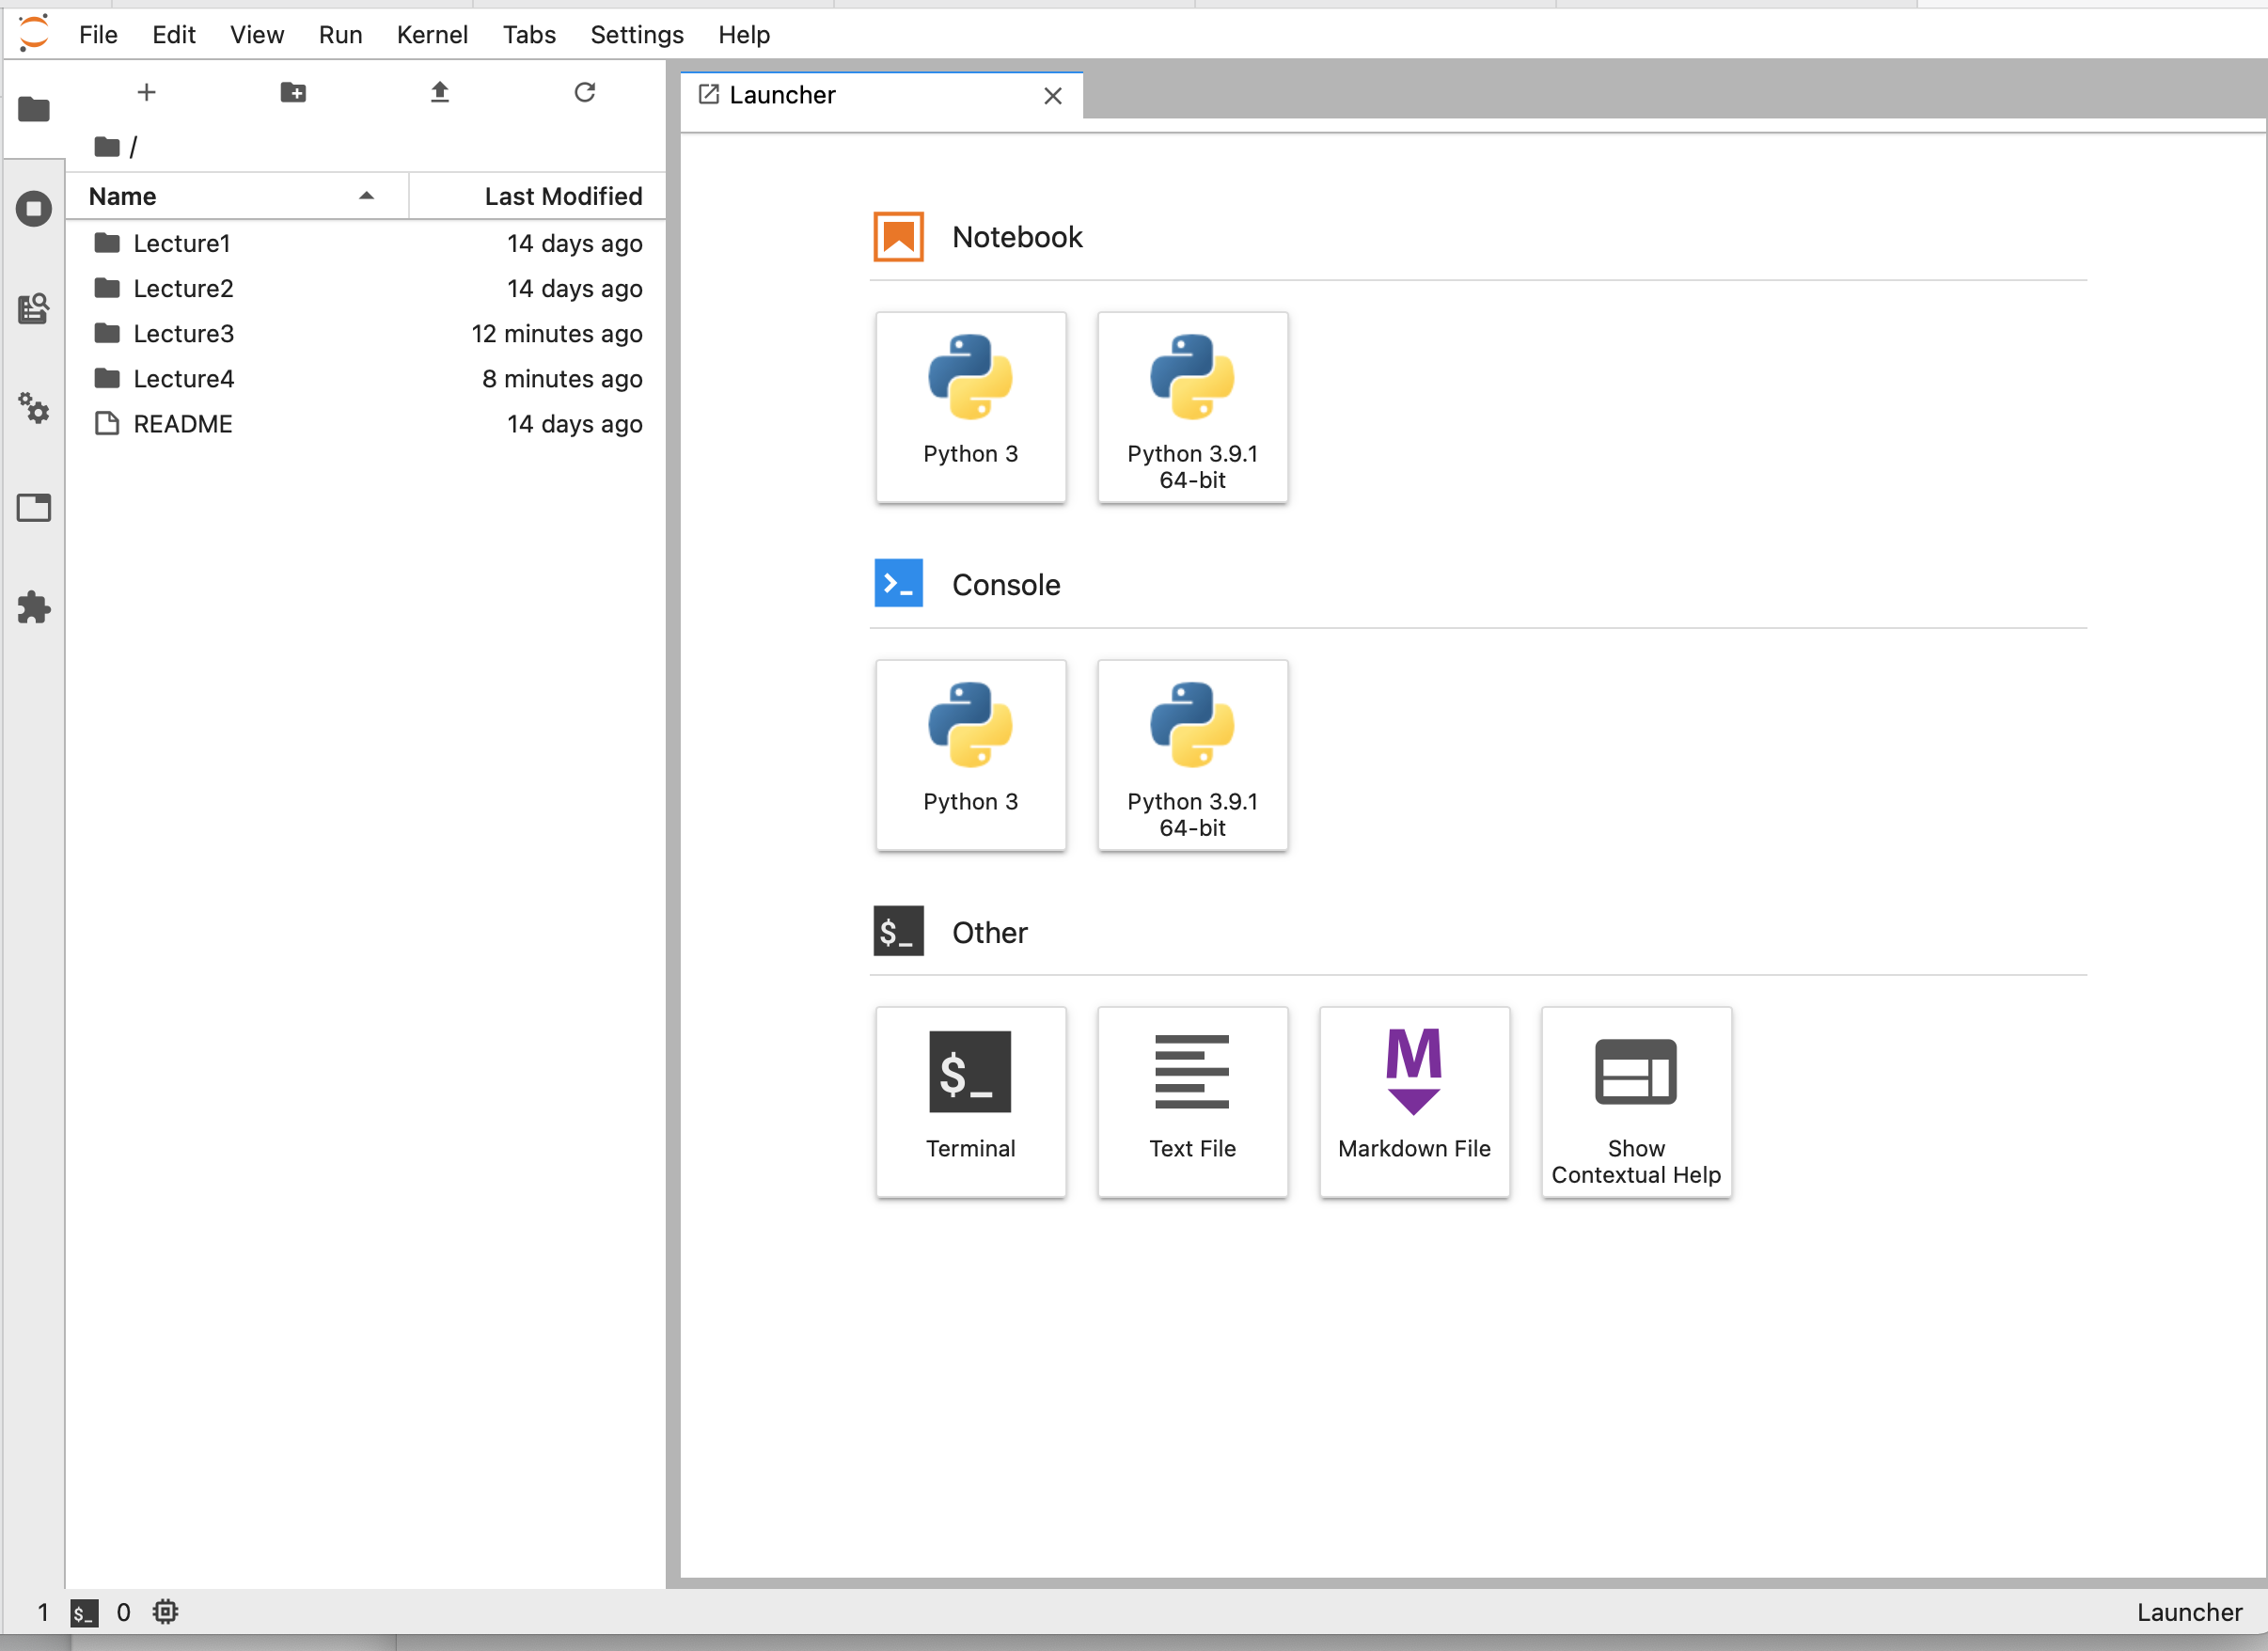 File Edit View Run Kernel Tabs Settings Help
/
Name Last Modified
Lecture1 14 days ago
Lecture2 14 days ago
Lecture3 12 minutes ago
Lecture4 8 minutes ago
README 14 days ago
Launcher
Notebook
Python 3
Python 3.9.1
64-bit
Console
Python 3
Python 3.9.1
64-bit
$_ Other
$_
Terminal
Text File
M
Markdown File
Show
Contextual Help
1 $_ 0
Launcher